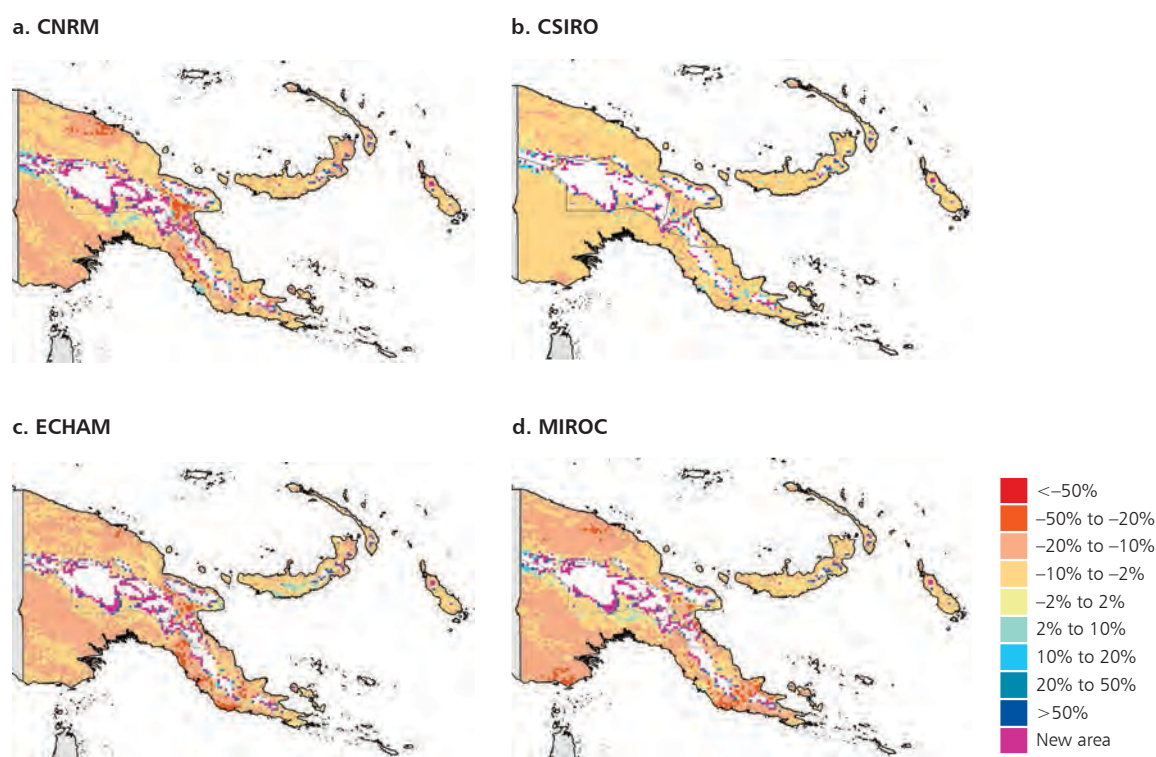 a. CNRM
b. CSIRO
c. ECHAM
d. MIROC
<–50%
–50% to –20%
–20% to –10%
–10% to –2%
–2% to 2%
2% to 10%
10% to 20%
20% to 50%
>50%
New area